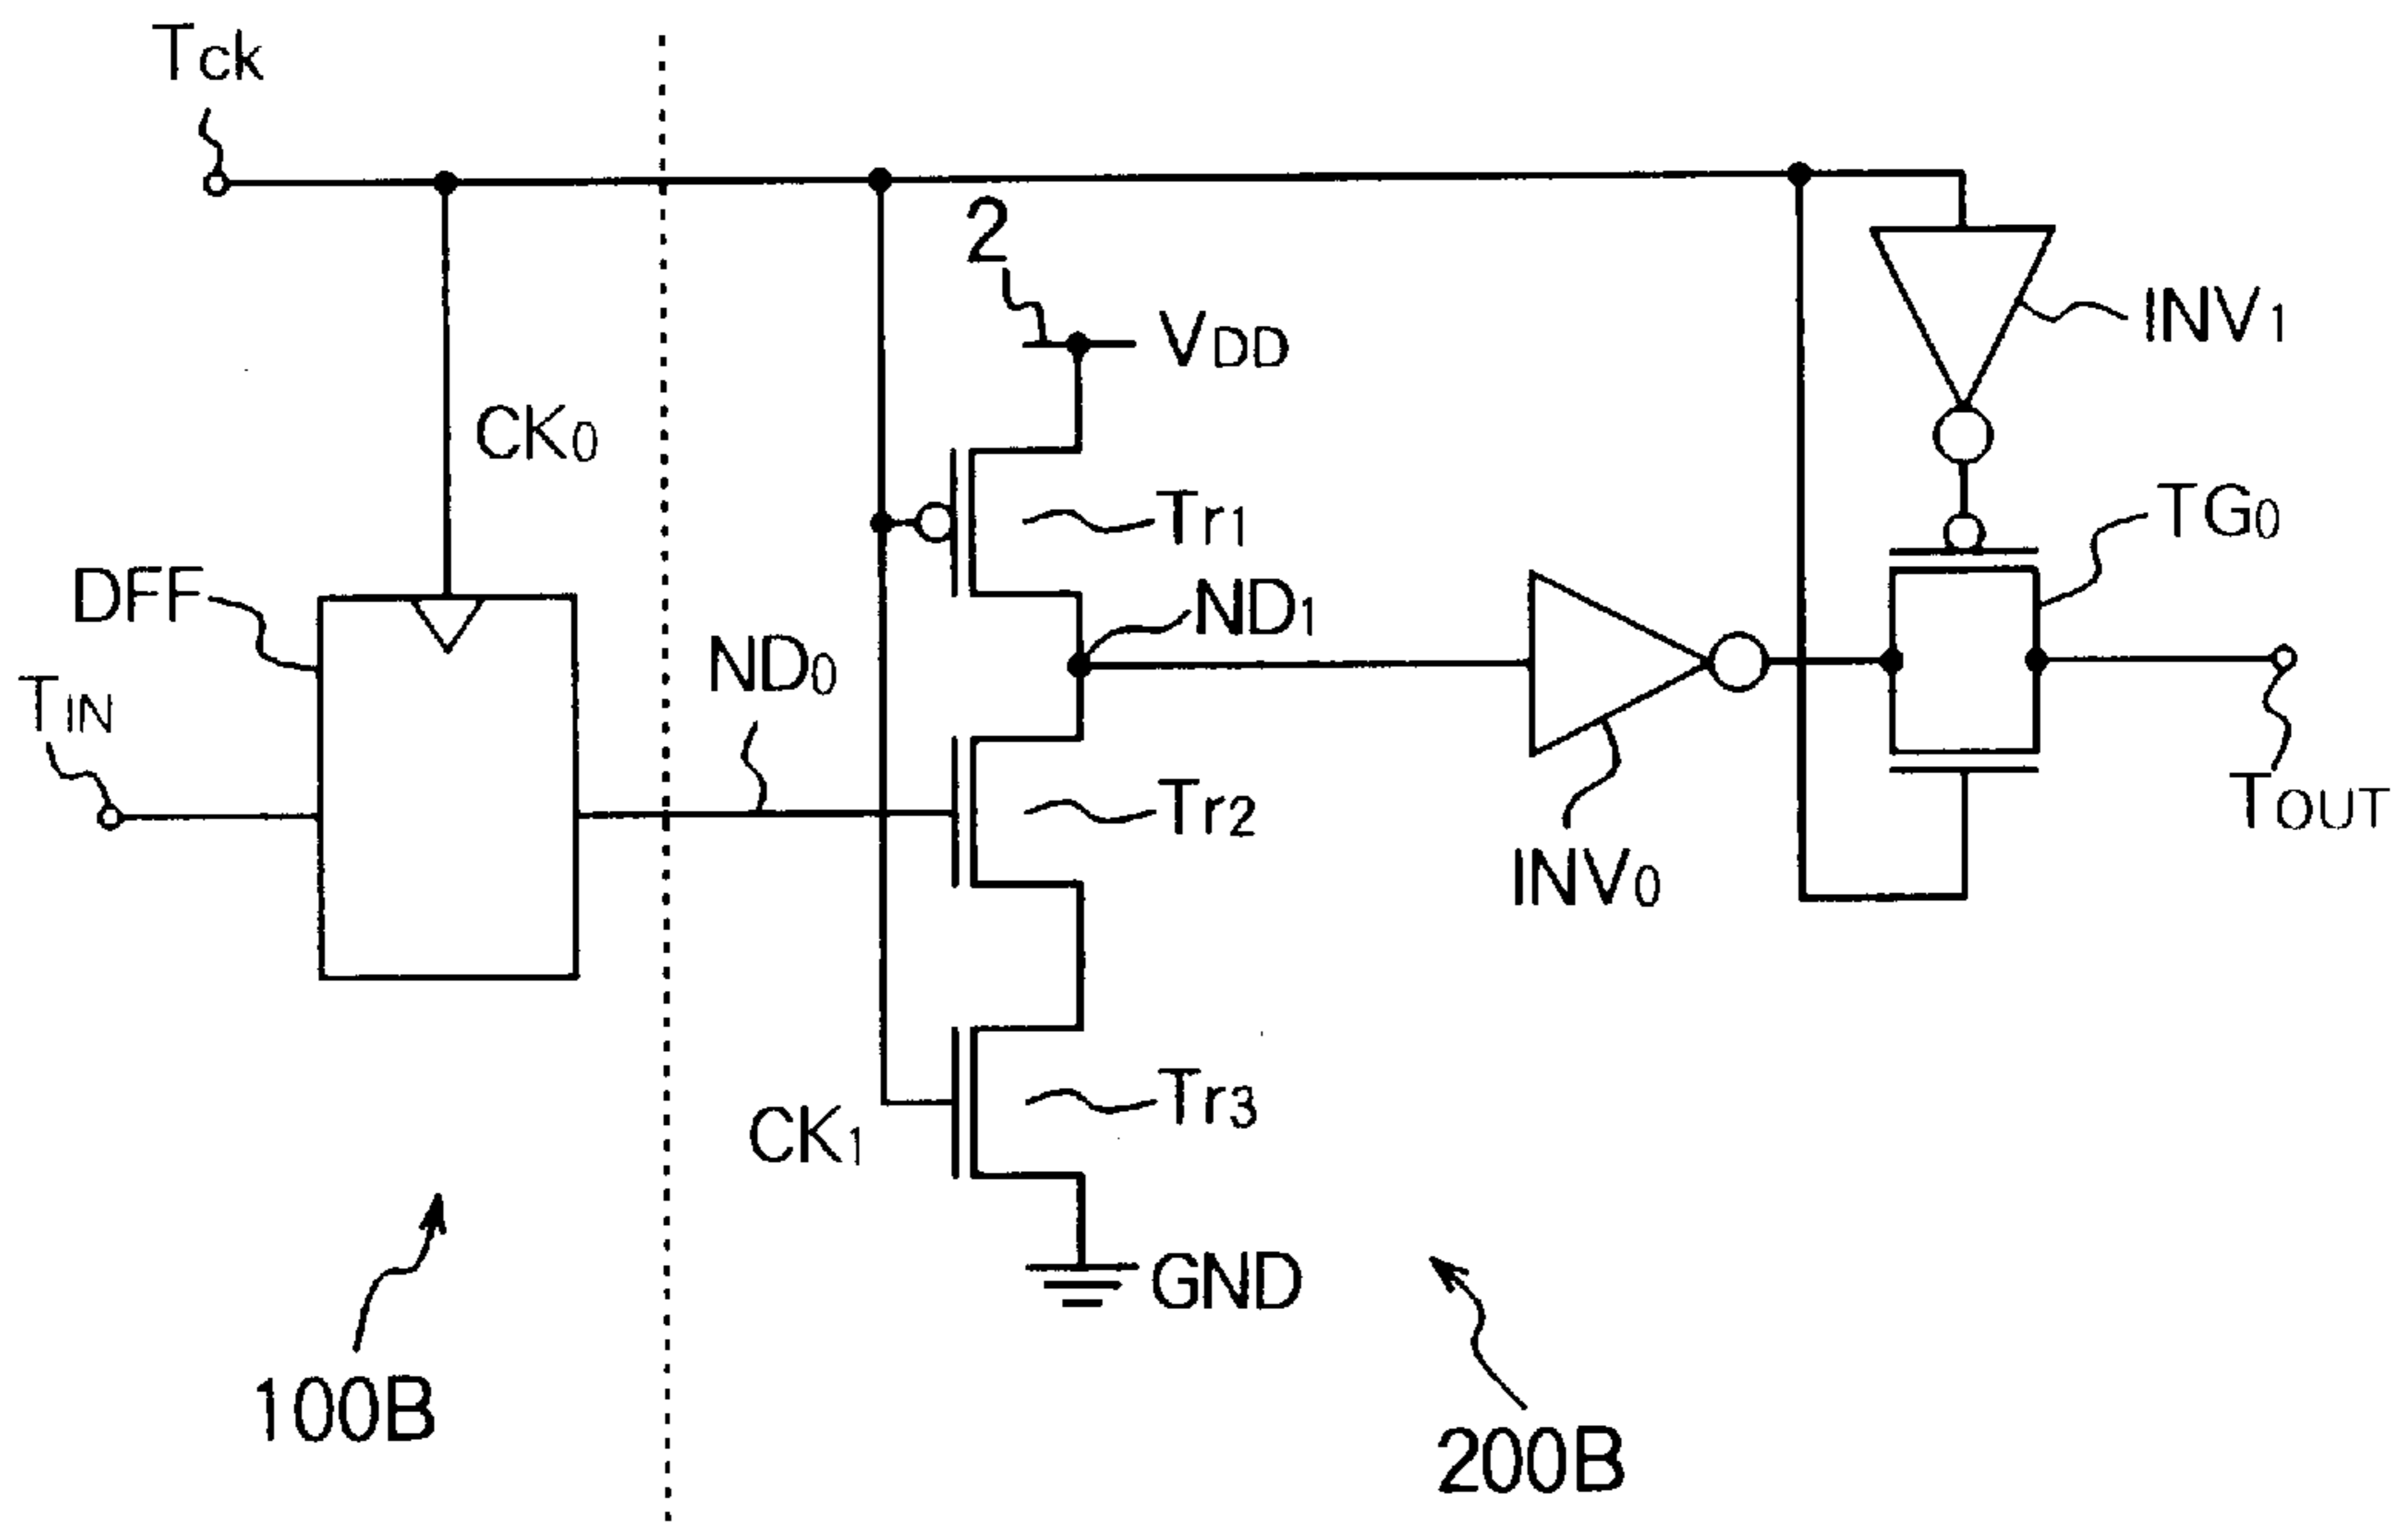 Tck
2
VDD
INV1
CK0
Tr1
TG0
DFF
ND1
ND0
TIN
Tr2
TOUT
INV0
Tr3
CK1
GND
100B
200B